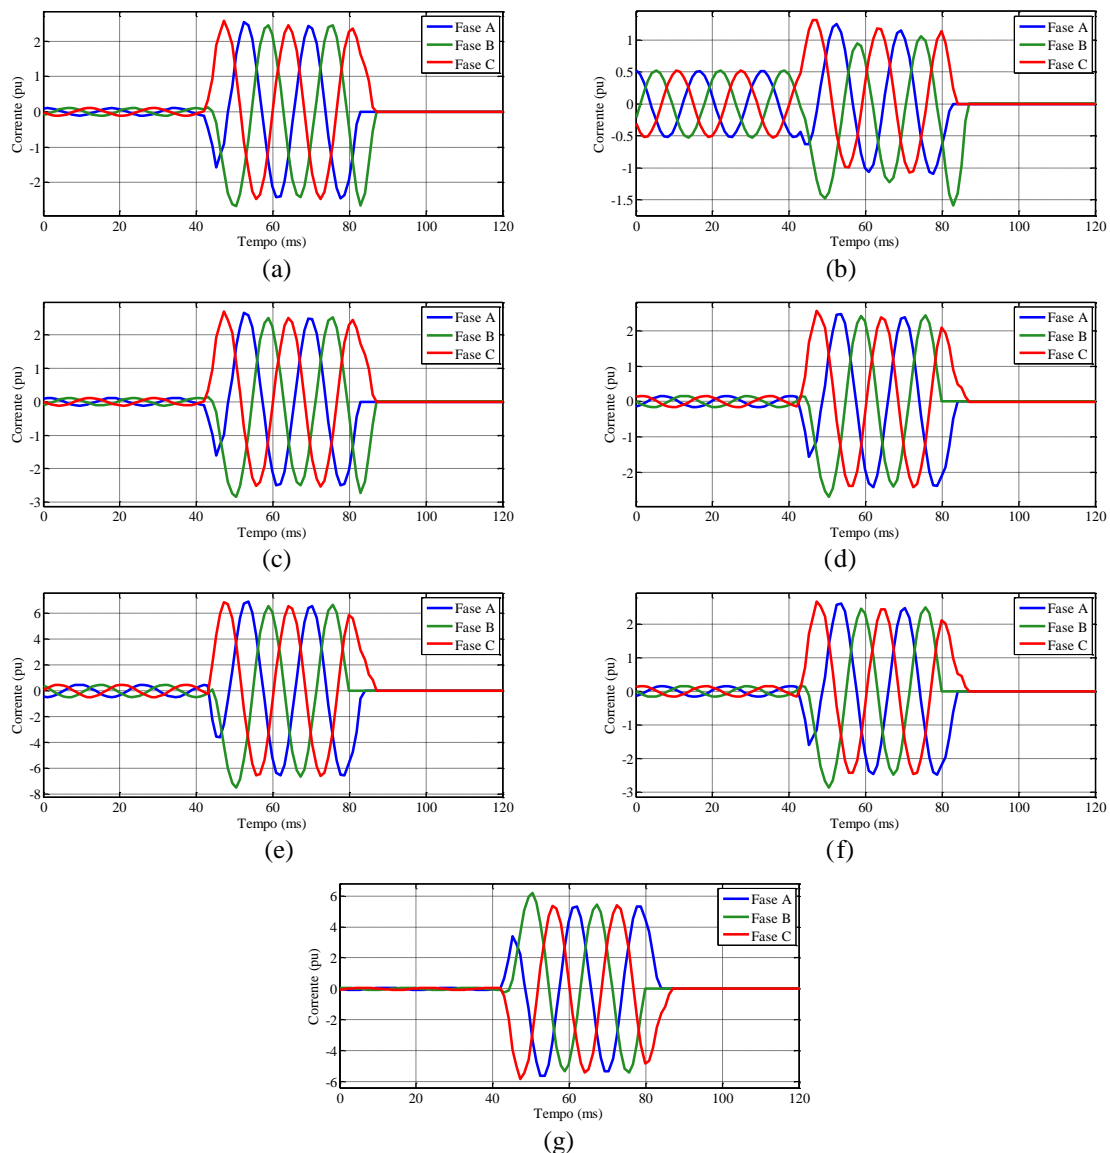 2
1
0
-1
-2
0 20 40 60 80 100 120
Corrente (pu)
Tempo (ms)
Fase A
Fase B
Fase C
(a)
1
0.5
0
-0.5
-1
-1.5
0 20 40 60 80 100 120
Corrente (pu)
Tempo (ms)
Fase A
Fase B
Fase C
(b)
2
1
0
-1
-2
-3
0 20 40 60 80 100 120
Corrente (pu)
Tempo (ms)
Fase A
Fase B
Fase C
(c)
2
1
0
-1
-2
0 20 40 60 80 100 120
Corrente (pu)
Tempo (ms)
Fase A
Fase B
Fase C
(d)
6
4
2
0
-2
-4
-6
-8
0 20 40 60 80 100 120
Corrente (pu)
Tempo (ms)
Fase A
Fase B
Fase C
(e)
2
1
0
-1
-2
-3
0 20 40 60 80 100 120
Corrente (pu)
Tempo (ms)
Fase A
Fase B
Fase C
(f)
6
4
2
0
-2
-4
-6
0 20 40 60 80 100 120
Corrente (pu)
Tempo (ms)
Fase A
Fase B
Fase C
(g)